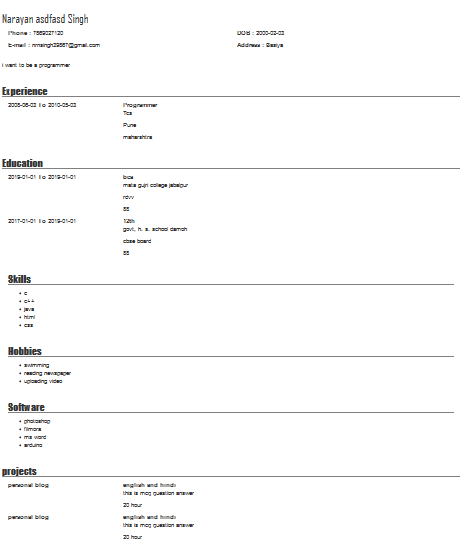 Narayan asdfasd Singh
Phone : 7869027120 DOB : 2000-02-03
E-mail : nrnsingh29567@gmail.com Address : Basiya
i want to be a programmer
Experience
2005-06-03 To 2010-05-03 Programmer
Tcs
Pune
maharshtra
Education
2019-01-01 To 2019-01-01 bca
mata gujri college jabalpur
rdvv
55
2017-01-01 To 2019-01-01 12th
govt. h. s. school damoh
cbse board
55
Skills
• c
• c++
• java
• html
• css
Hobbies
• swimming
• reading newspaper
• uploading video
Software
• photoshop
• filmora
• ms word
• arduino
projects
personal blog english and hindi
this is mcq question answer
20 hour
personal blog english and hindi
this is mcq question answer
20 hour